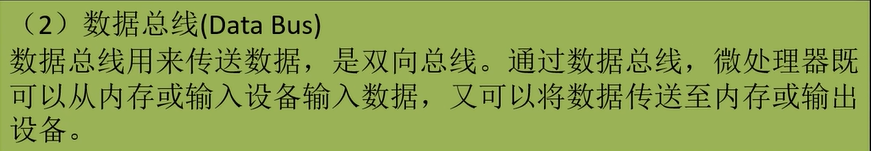 （2）数据总线(Data Bus)
数据总线用来传送数据，是双向总线。通过数据总线，微处理器既
可以从内存或输入设备输入数据，又可以将数据传送至内存或输出
设备。